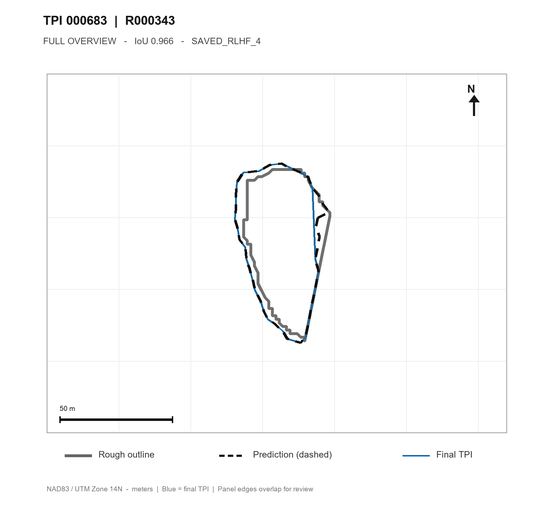 TPI 000683 | R000343
FULL OVERVIEW - IoU 0.966 - SAVED_RLHF_4
N
50 m
Rough outline
Prediction (dashed)
Final TPI
NAD83 / UTM Zone 14N - meters | Blue = final TPI | Panel edges overlap for review